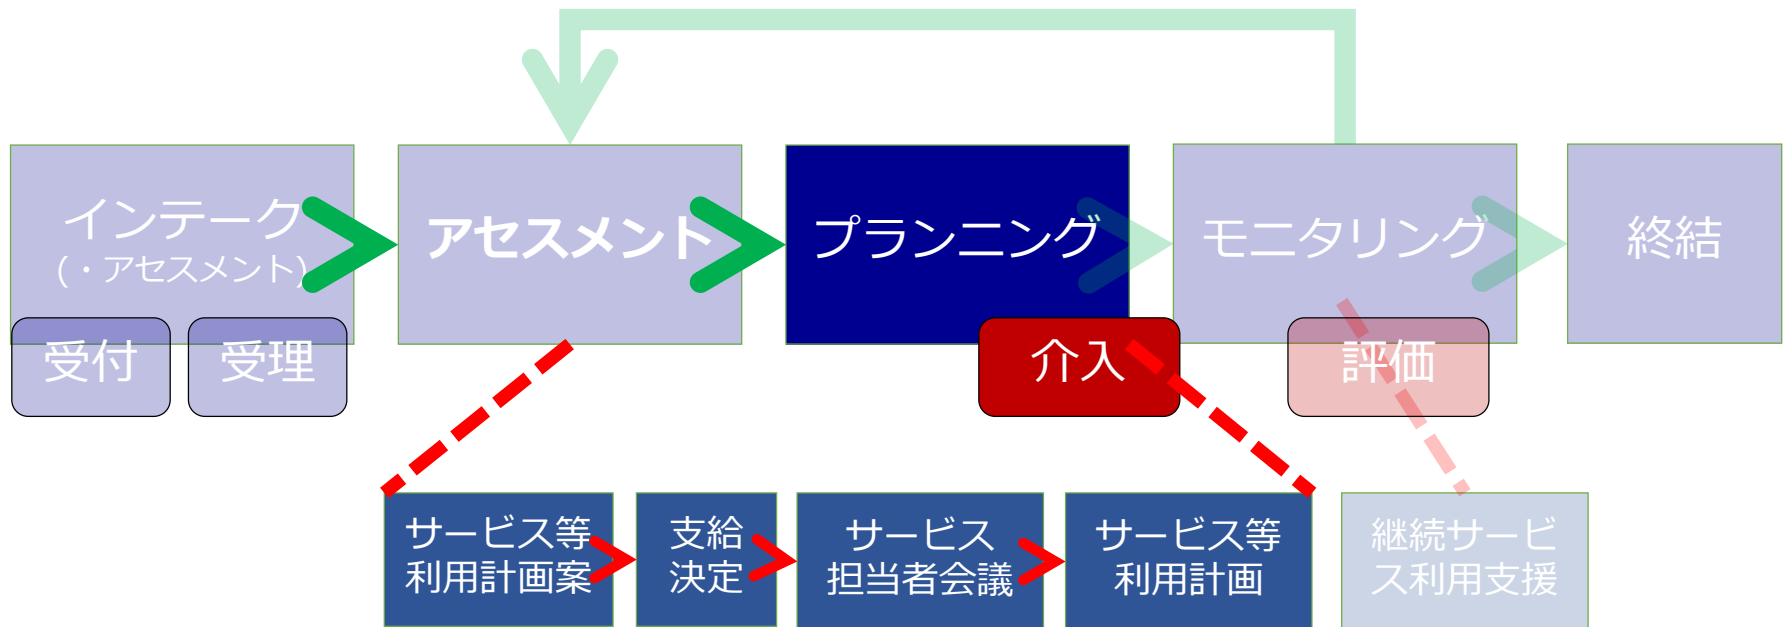 インテーク
(・アセスメント)
アセスメント
プランニング
モニタリング
終結
受付
受理
介入
評価
サービス等
利用計画案
支給
決定
サービス
担当者会議
サービス等
利用計画
継続サービ
ス利用支援